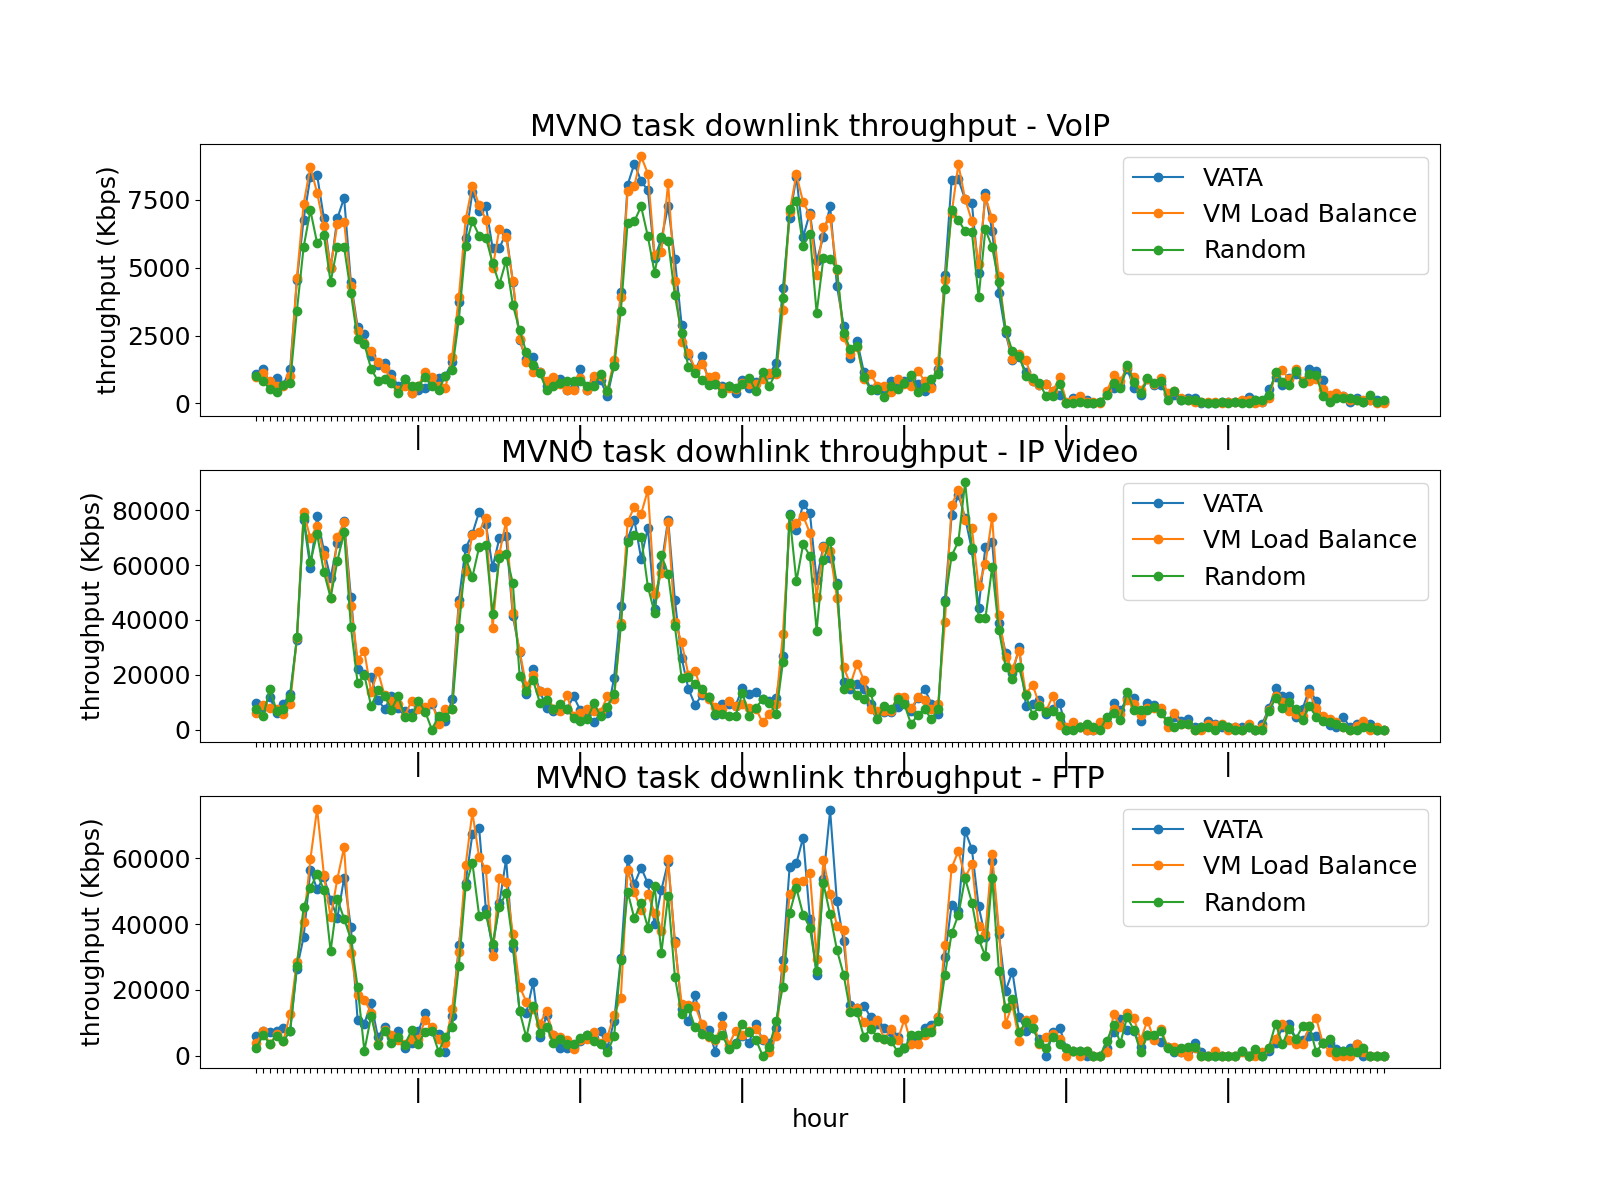 MVNO task downlink throughput - VoIP
throughput (Kbps)
7500
5000
2500
0
VATA
VM Load Balance
Random
| | | | | |
MVNO task downlink throughput - IP Video
throughput (Kbps)
80000
60000
40000
20000
0
VATA
VM Load Balance
Random
| | | | | |
MVNO task downlink throughput - FTP
throughput (Kbps)
60000
40000
20000
0
VATA
VM Load Balance
Random
| | | | | |
hour